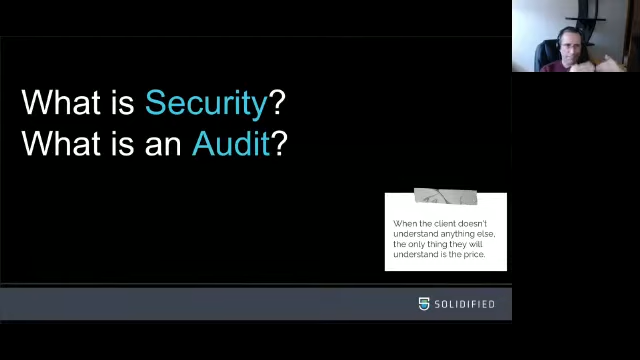 What is Security?
What is an Audit?
When the client doesn't
understand anything else,
the only thing they will
understand is the price.
SOLIDIFIED